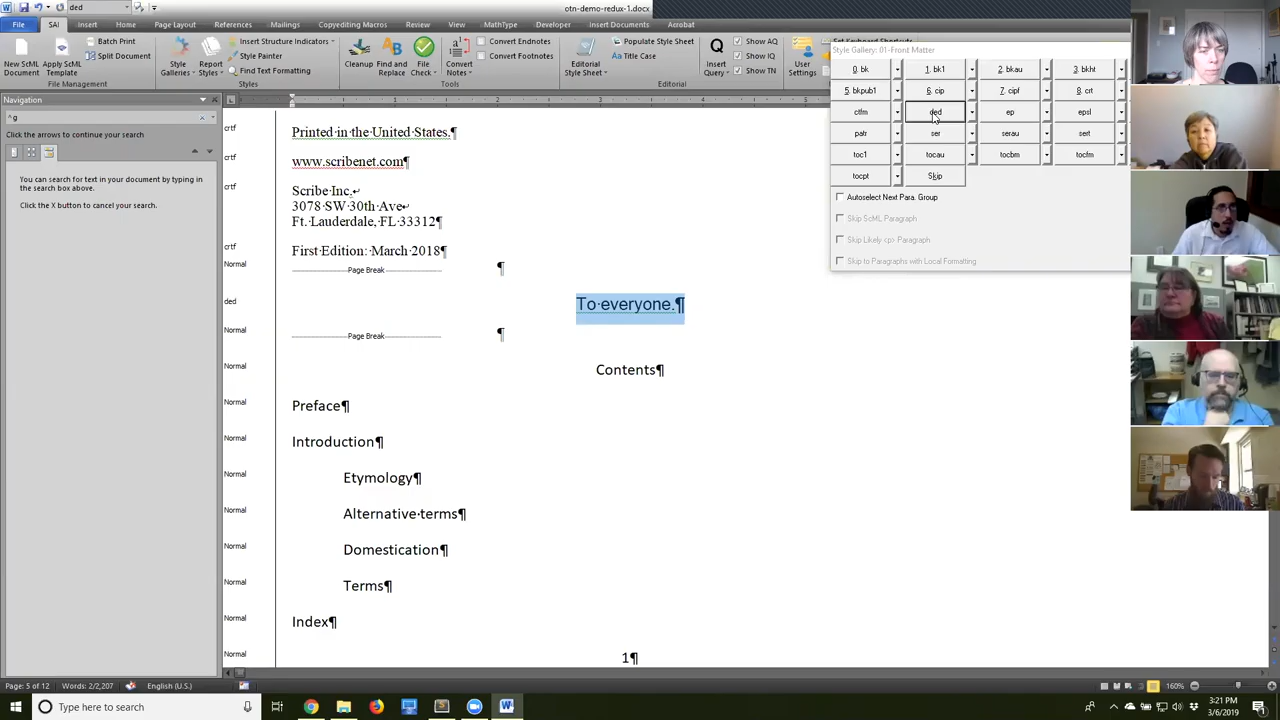 ded
otn-demo-redux-1.docx
File SAI Insert Home Page Layout References Mailings Copyediting Macros Review View MathType Developer Insert Documents Acrobat
New ScML Document
Apply ScML Template
Batch Print
Split Document
File Management
Style Galleries
Report Styles
Insert Structure Indicators
Style Painter
Find Text Formatting
Styles
Cleanup
Find and Replace
File Check
Tools
Convert Notes
Convert Endnotes
Convert Footnotes
Editorial Style Sheet
Populate Style Sheet
Title Case
Insert Query
Show AQ
Show IQ
Show TN
User Settings
Style Gallery: 01-Front Matter
0. bk 1. bk1 2. bkau 3. bkht
5. bkpub1 6. cip 7. cipf 8. crt
ctfm ded ep epsl
patr ser serau sert
toc1 tocau tocbm tocfm
tocpt Skip
Autoselect Next Para. Group
Skip ScML Paragraph
Skip Likely <p> Paragraph
Skip to Paragraphs with Local Formatting
Navigation
^g
Click the arrows to continue your search
You can search for text in your document by typing in the search box above.
Click the X button to cancel your search.
crtf Printed·in·the·United·States.¶
crtf www.scribenet.com¶
crtf Scribe·Inc.↵
3078·SW·30th·Ave↵
Ft.·Lauderdale,·FL·33312¶
crtf First·Edition:·March·2018¶
Normal Page Break ¶
ded To·everyone.¶
Normal Page Break ¶
Normal Contents¶
Normal Preface¶
Normal Introduction¶
Normal Etymology¶
Normal Alternative·terms¶
Normal Domestication¶
Normal Terms¶
Normal Index¶
Normal 1¶
Page: 5 of 12 Words: 2/2,207 English (U.S.) 160%
Type here to search
3:21 PM
3/6/2019